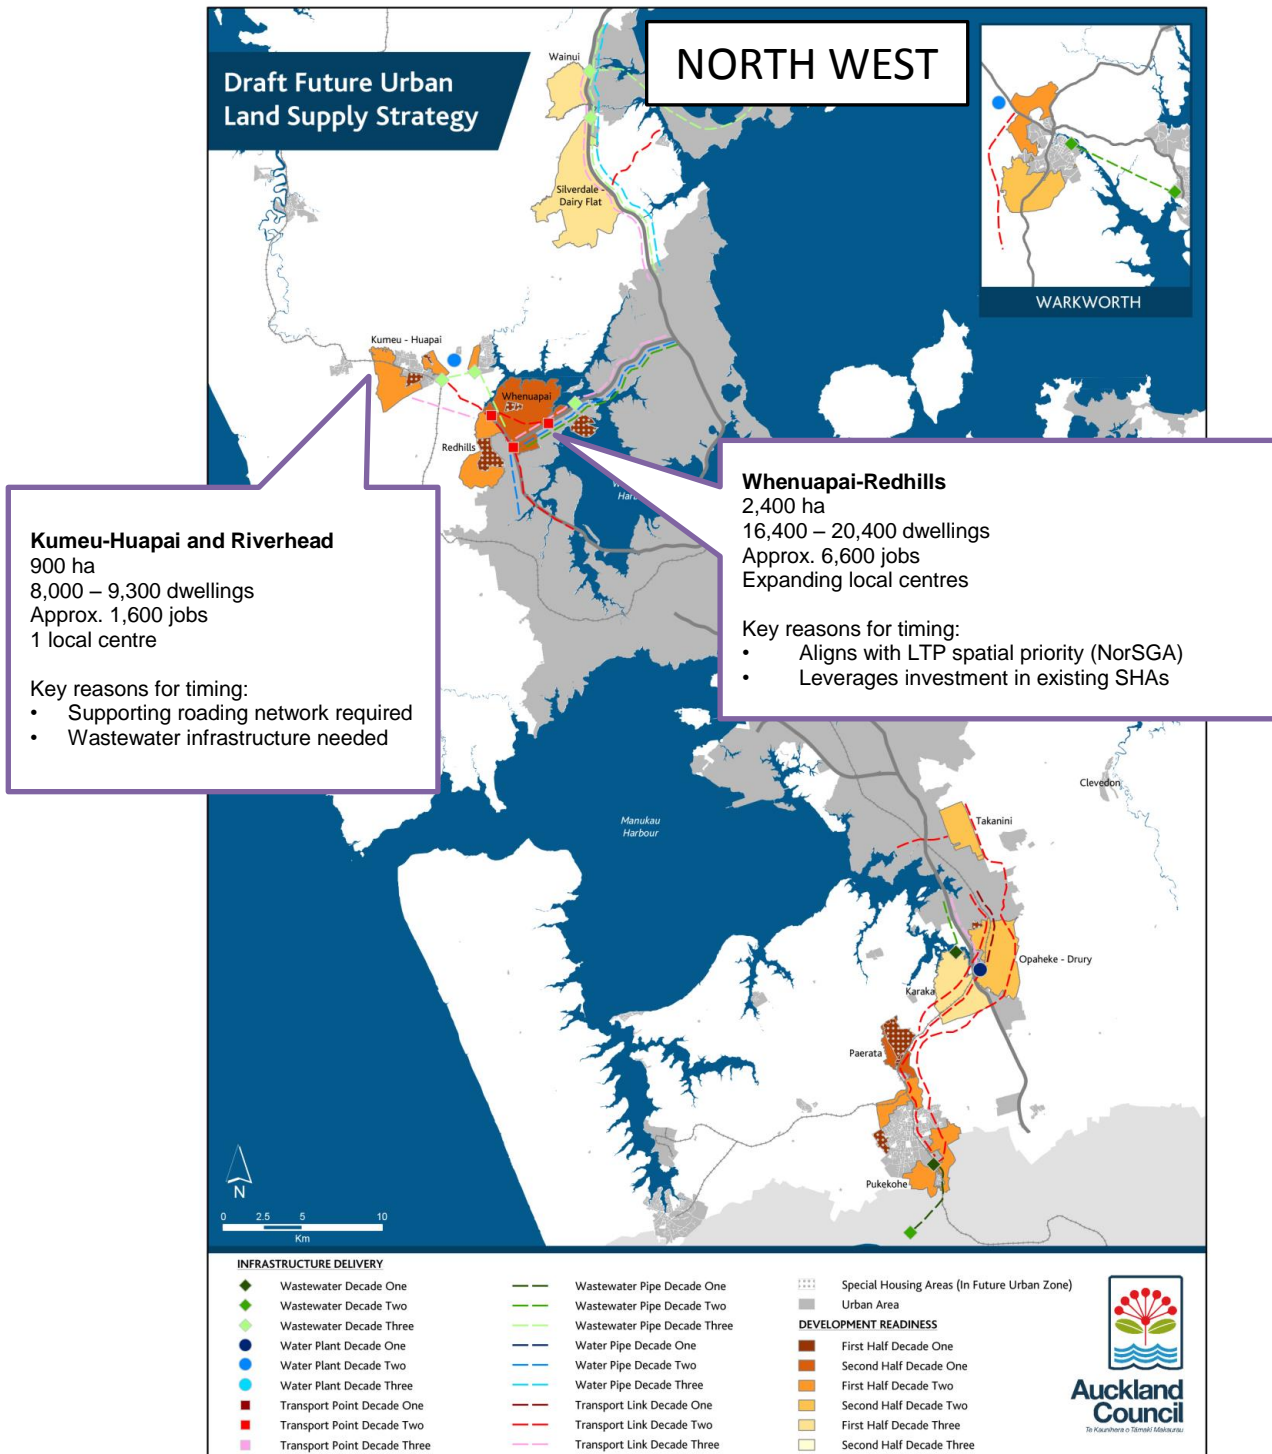 Draft Future Urban
Land Supply Strategy
NORTH WEST
Wainui
Silverdale -
Dairy Flat
WARKWORTH
Kumeu - Huapai
Whenuapai
Redhills
Kumeu-Huapai and Riverhead
900 ha
8,000 – 9,300 dwellings
Approx. 1,600 jobs
1 local centre
Key reasons for timing:
• Supporting roading network required
• Wastewater infrastructure needed
Whenuapai-Redhills
2,400 ha
16,400 – 20,400 dwellings
Approx. 6,600 jobs
Expanding local centres
Key reasons for timing:
• Aligns with LTP spatial priority (NorSGA)
• Leverages investment in existing SHAs
Clevedon
Takanini
Manukau
Harbour
Opaheke - Drury
Karaka
Paerata
Pukekohe
N
0 2.5 5 10
Km
INFRASTRUCTURE DELIVERY
Wastewater Decade One
Wastewater Decade Two
Wastewater Decade Three
Water Plant Decade One
Water Plant Decade Two
Water Plant Decade Three
Transport Point Decade One
Transport Point Decade Two
Transport Point Decade Three
Wastewater Pipe Decade One
Wastewater Pipe Decade Two
Wastewater Pipe Decade Three
Water Pipe Decade One
Water Pipe Decade Two
Water Pipe Decade Three
Transport Link Decade One
Transport Link Decade Two
Transport Link Decade Three
Special Housing Areas (In Future Urban Zone)
Urban Area
DEVELOPMENT READINESS
First Half Decade One
Second Half Decade One
First Half Decade Two
Second Half Decade Two
First Half Decade Three
Second Half Decade Three
Auckland
Council
Te Kaunihera o Tāmaki Makaurau